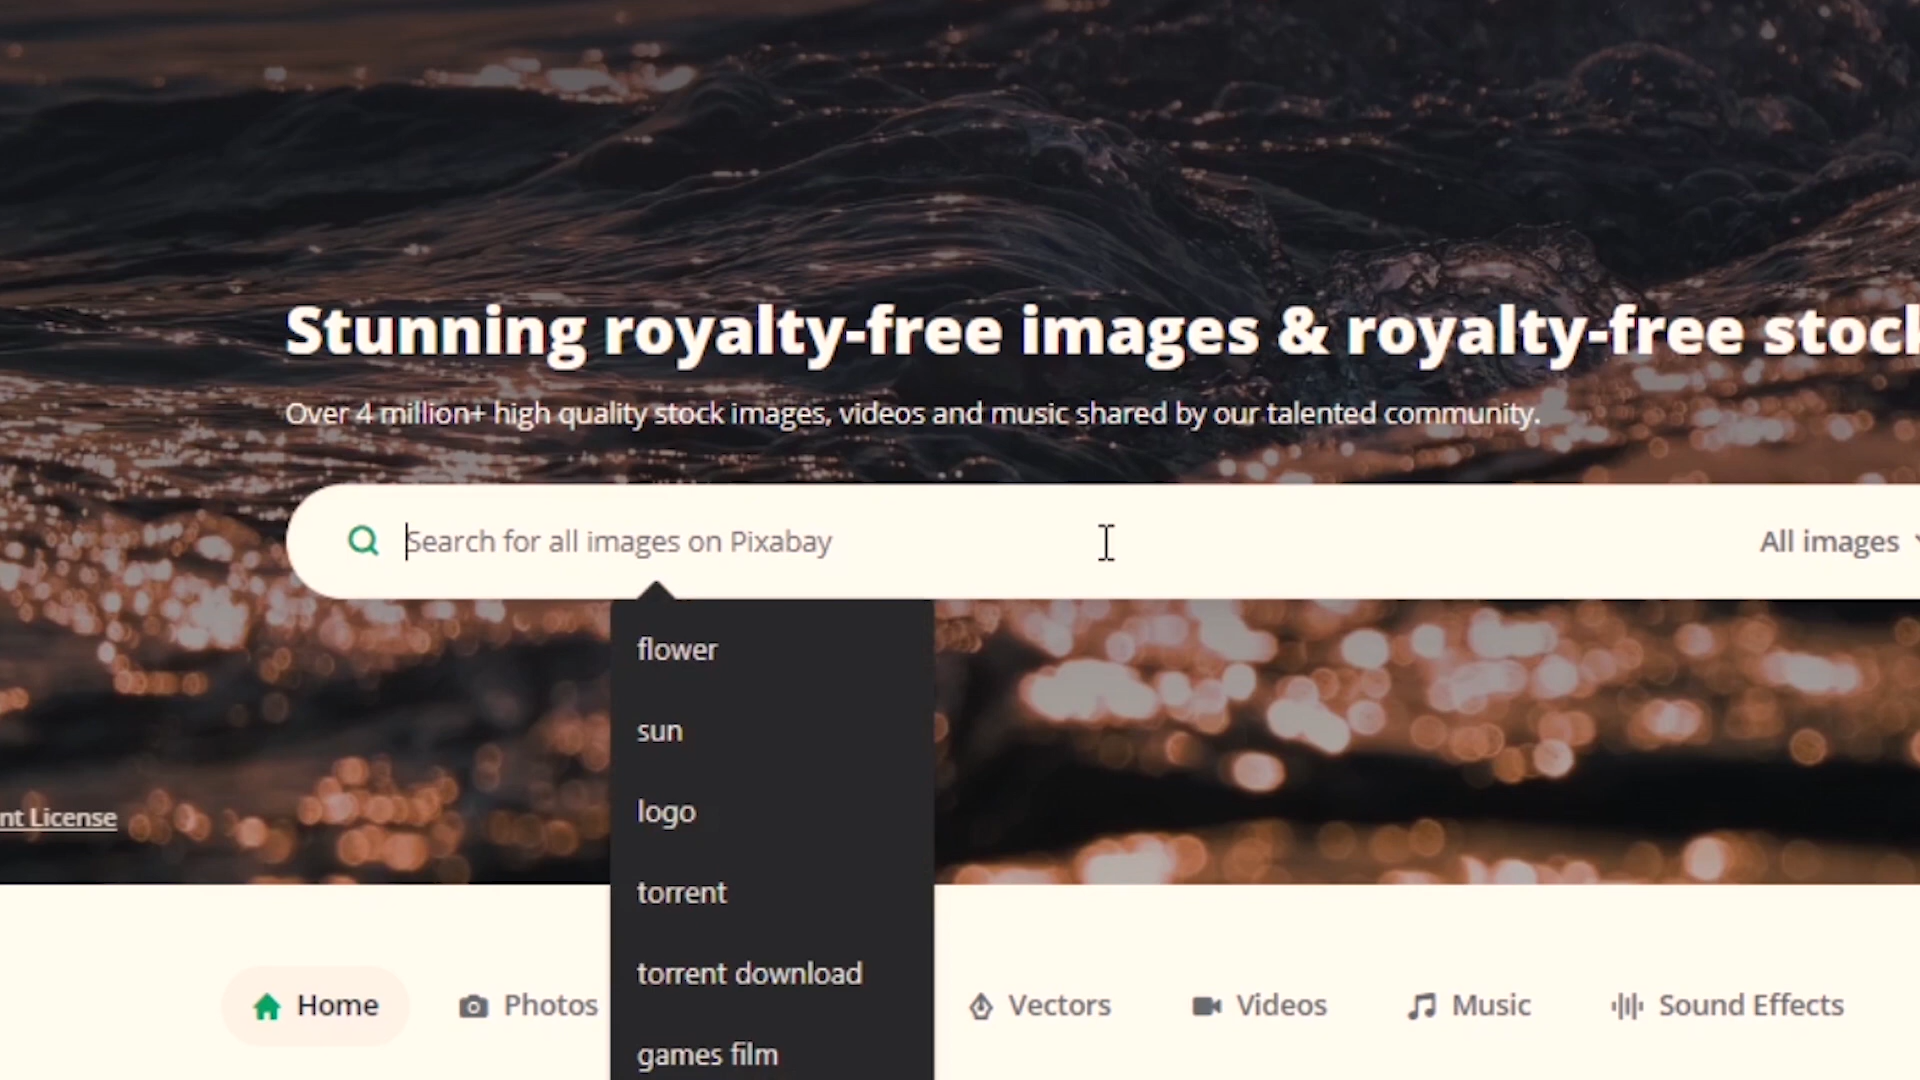 Stunning royalty-free images & royalty-free stock
Over 4 million+ high quality stock images, videos and music shared by our talented community.
Search for all images on Pixabay
All images
flower
sun
logo
nt License
torrent
torrent download
Home
Photos
Vectors
Videos
Music
Sound Effects
games film